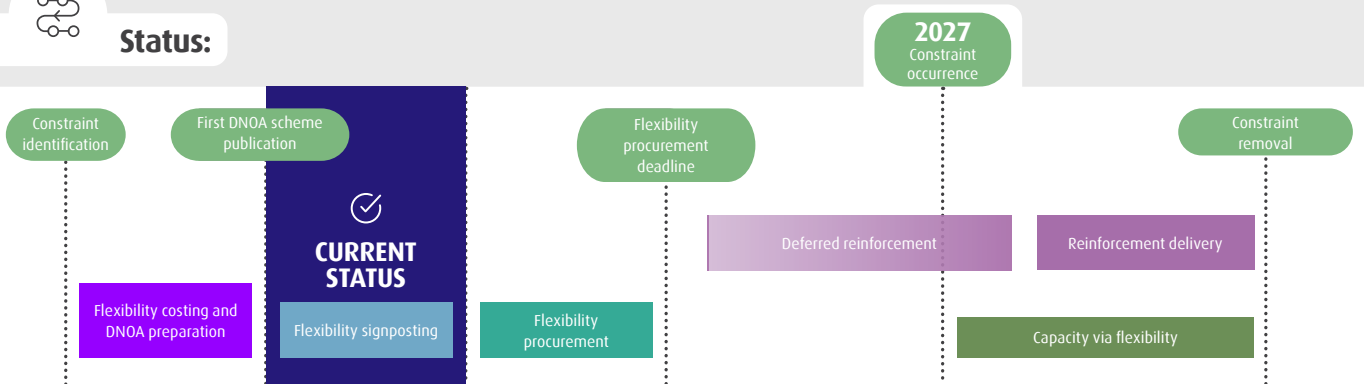 Status:
2027
Constraint
occurrence
Constraint
identification
First DNOA scheme
publication
Flexibility
procurement
deadline
Constraint
removal
CURRENT
STATUS
Deferred reinforcement
Reinforcement delivery
Flexibility costing and
DNOA preparation
Flexibility signposting
Flexibility
procurement
Capacity via flexibility